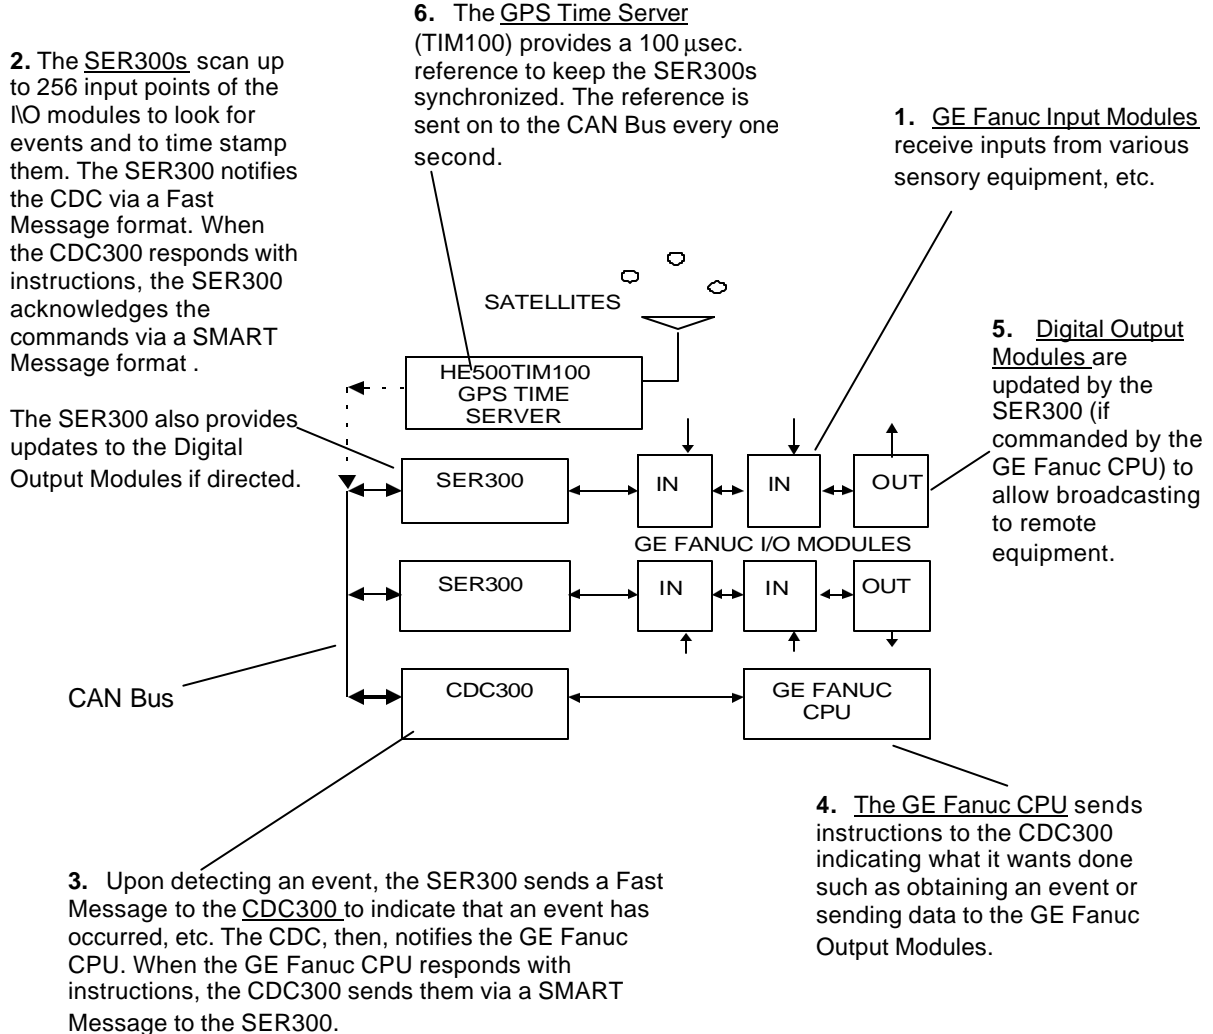 6. The GPS Time Server
(TIM100) provides a 100 μsec.
reference to keep the SER300s
synchronized. The reference is
sent on to the CAN Bus every one
second.
2. The SER300s scan up
to 256 input points of the
I\O modules to look for
events and to time stamp
them. The SER300 notifies
the CDC via a Fast
Message format. When
the CDC300 responds with
instructions, the SER300
acknowledges the
commands via a SMART
Message format .
The SER300 also provides
updates to the Digital
Output Modules if directed.
1. GE Fanuc Input Modules
receive inputs from various
sensory equipment, etc.
SATELLITES
HE500TIM100
GPS TIME
SERVER
5. Digital Output
Modules are
updated by the
SER300 (if
commanded by the
GE Fanuc CPU) to
allow broadcasting
to remote
equipment.
SER300
IN
IN
OUT
GE FANUC I/O MODULES
SER300
IN
IN
OUT
CAN Bus
CDC300
GE FANUC
CPU
4. The GE Fanuc CPU sends
instructions to the CDC300
indicating what it wants done
such as obtaining an event or
sending data to the GE Fanuc
Output Modules.
3. Upon detecting an event, the SER300 sends a Fast
Message to the CDC300 to indicate that an event has
occurred, etc. The CDC, then, notifies the GE Fanuc
CPU. When the GE Fanuc CPU responds with
instructions, the CDC300 sends them via a SMART
Message to the SER300.